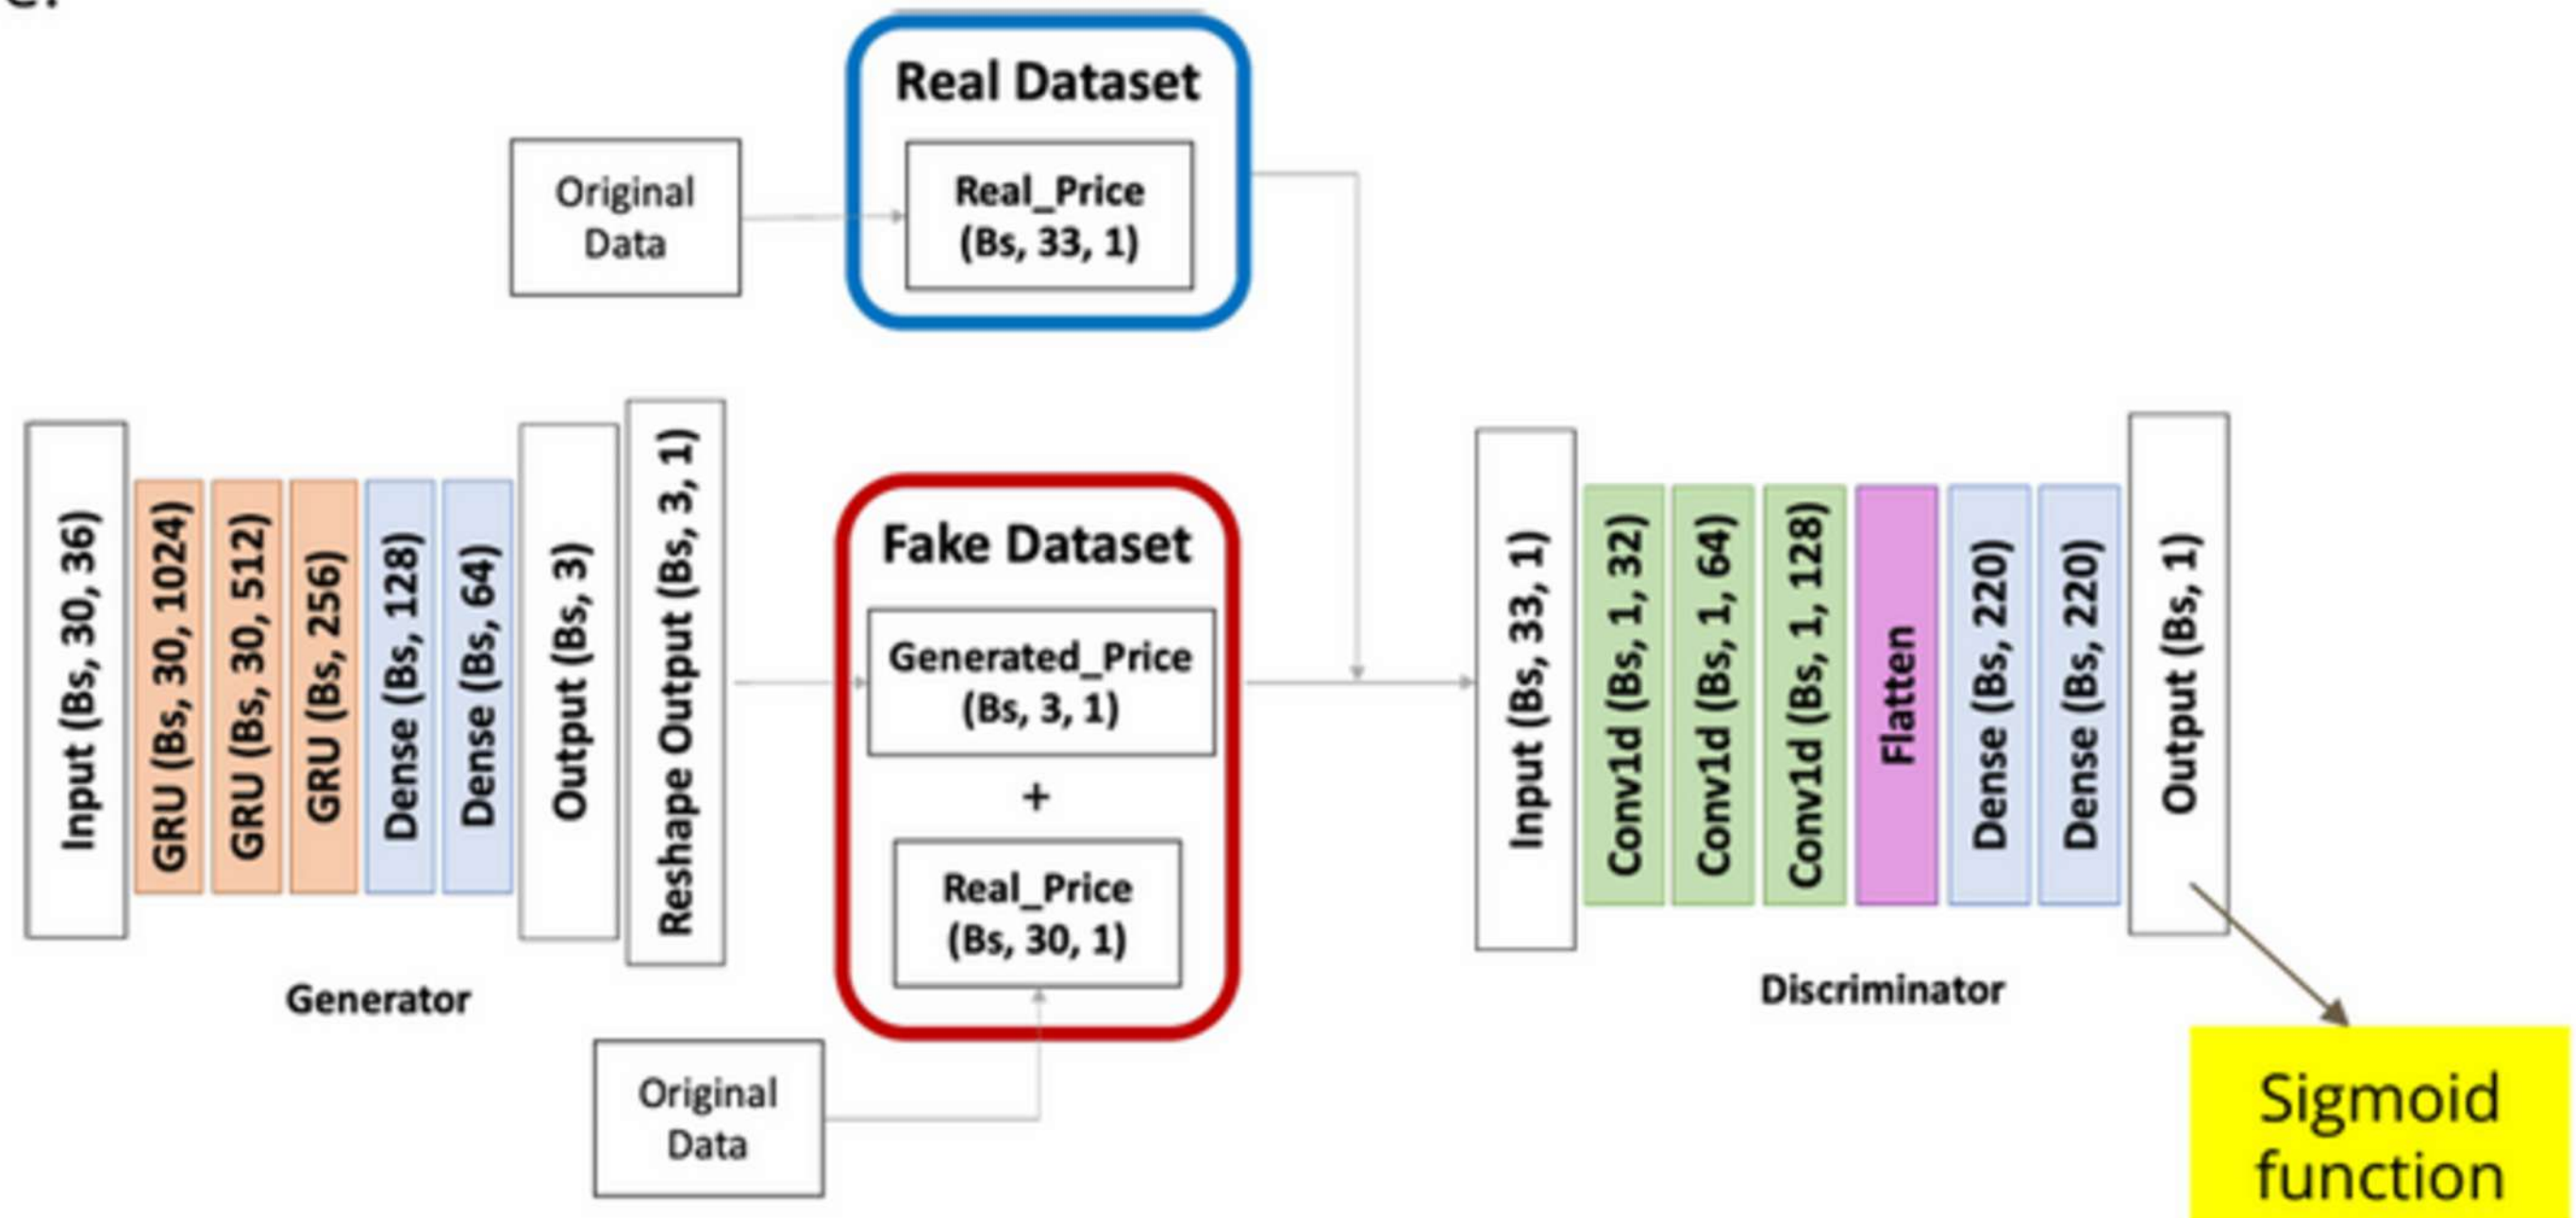 Real Dataset
Original
Data
Real_Price
(Bs, 33, 1)
Input (Bs, 30, 36)
GRU (Bs, 30, 1024)
GRU (Bs, 30, 512)
GRU (Bs, 256)
Dense (Bs, 128)
Dense (Bs, 64)
Output (Bs, 3)
Reshape Output (Bs, 3, 1)
Generator
Fake Dataset
Generated_Price
(Bs, 3, 1)
+
Real_Price
(Bs, 30, 1)
Original
Data
Input (Bs, 33, 1)
Conv1d (Bs, 1, 32)
Conv1d (Bs, 1, 64)
Conv1d (Bs, 1, 128)
Flatten
Dense (Bs, 220)
Dense (Bs, 220)
Output (Bs, 1)
Discriminator
Sigmoid
function